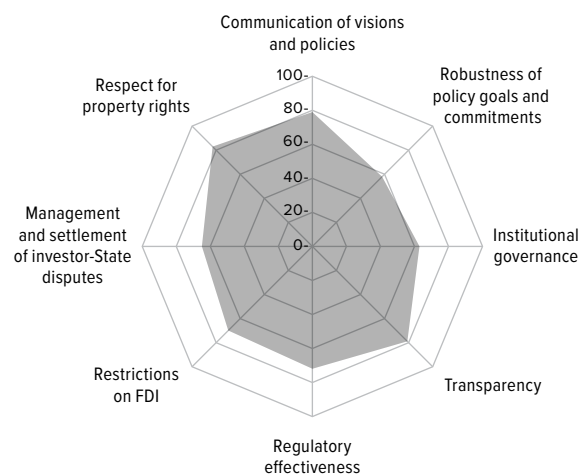 Communication of visions
and policies
Robustness of
policy goals and
commitments
Respect for
property rights
100-
80-
60-
40-
20-
0-
Management
and settlement
of investor-State
disputes
Institutional
governance
Restrictions
on FDI
Transparency
Regulatory
effectiveness